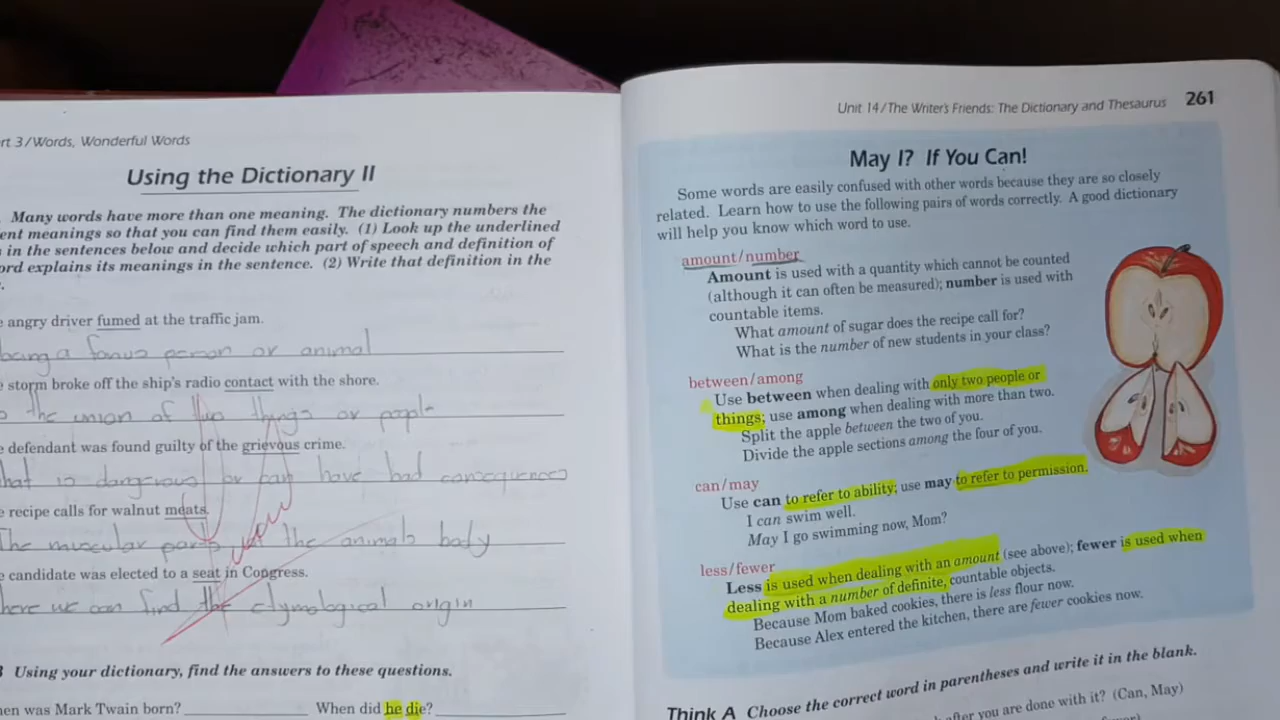 rt 3/Words, Wonderful Words
Using the Dictionary II
Many words have more than one meaning. The dictionary numbers the
ent meanings so that you can find them easily. (1) Look up the underlined
in the sentences below and decide which part of speech and definition of
ord explains its meanings in the sentence. (2) Write that definition in the
e angry driver fumed at the traffic jam.
being a person or animal
e storm broke off the ship's radio contact with the shore.
the union of two things or people
e defendant was found guilty of the grievous crime.
that is dangerous or can have bad consequences
e recipe calls for walnut meats.
The muscular parts of the animals body
e candidate was elected to a seat in Congress.
here we can find the origin
B Using your dictionary, find the answers to these questions.
hen was Mark Twain born? When did he die?
Unit 14/The Writer's Friends: The Dictionary and Thesaurus 261
May I? If You Can!
Some words are easily confused with other words because they are so closely
related. Learn how to use the following pairs of words correctly. A good dictionary
will help you know which word to use.
amount/number
Amount is used with a quantity which cannot be counted
(although it can often be measured); number is used with
countable items.
What amount of sugar does the recipe call for?
What is the number of new students in your class?
between/among
Use between when dealing with only two people or
things; use among when dealing with more than two.
Split the apple between the two of you.
Divide the apple sections among the four of you.
can/may
Use can to refer to ability; use may to refer to permission.
I can swim well.
May I go swimming now, Mom?
less/fewer
Less is used when dealing with an amount (see above); fewer is used when
dealing with a number of definite, countable objects.
Because Mom baked cookies, there is less flour now.
Because Alex entered the kitchen, there are fewer cookies now.
Think A Choose the correct word in parentheses and write it in the blank.
after you are done with it? (Can, May)